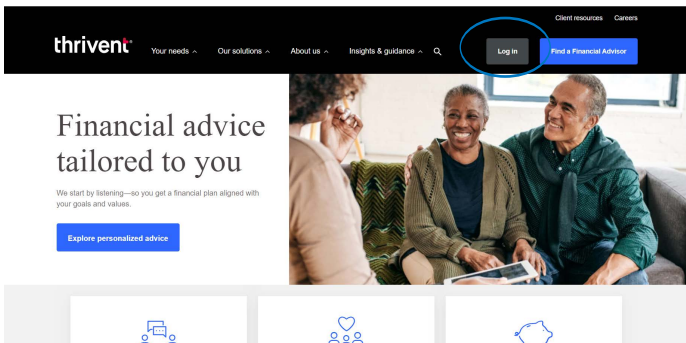 Client resources Careers
thrivent Your needs Our solutions About us Insights & guidance Log in Find a Financial Advisor
Financial advice
tailored to you
We start by listening—so you get a financial plan aligned with
your goals and values.
Explore personalized advice